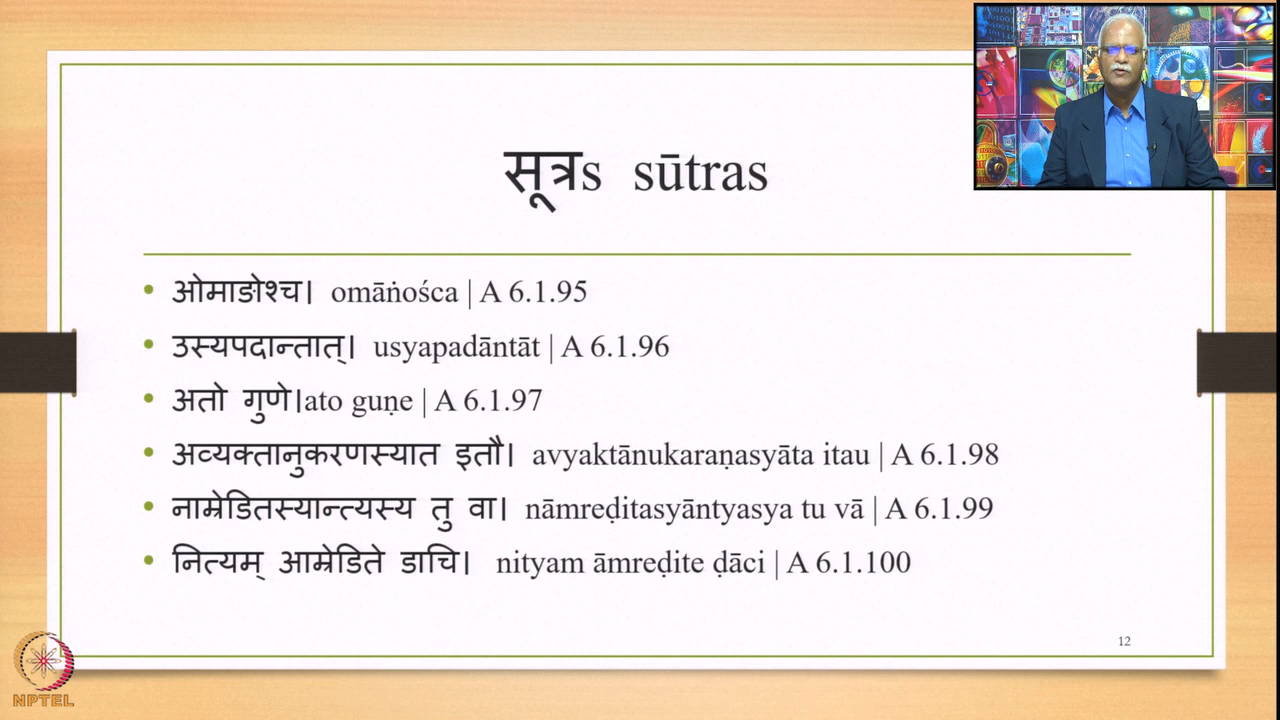 सूत्रs sūtras
• ओमाङोश्च। omāṅośca | A 6.1.95
• उस्यपदान्तात्। usyapadāntāt | A 6.1.96
• अतो गुणे।ato guṇe | A 6.1.97
• अव्यक्तानुकरणस्यात इतौ। avyaktānukaraṇasyāta itau | A 6.1.98
• नाम्रेडितस्यान्त्यस्य तु वा। nāmreḍitasyāntyasya tu vā | A 6.1.99
• नित्यम् आम्रेडिते डाचि। nityam āmreḍite ḍāci | A 6.1.100
12
NPTEL